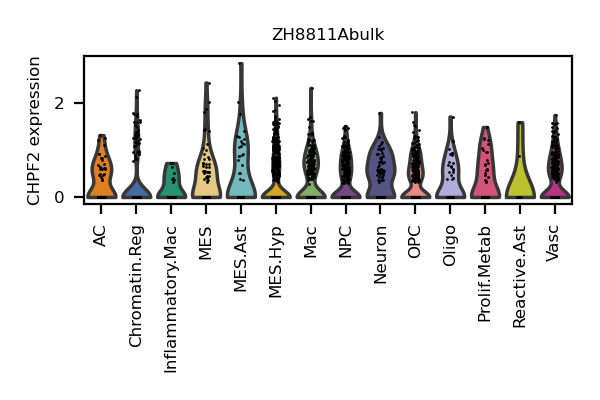 ZH8811Abulk
CHPF2 expression
2
0
AC
Chromatin.Reg
Inflammatory.Mac
MES
MES.Ast
MES.Hyp
Mac
NPC
Neuron
OPC
Oligo
Prolif.Metab
Reactive.Ast
Vasc